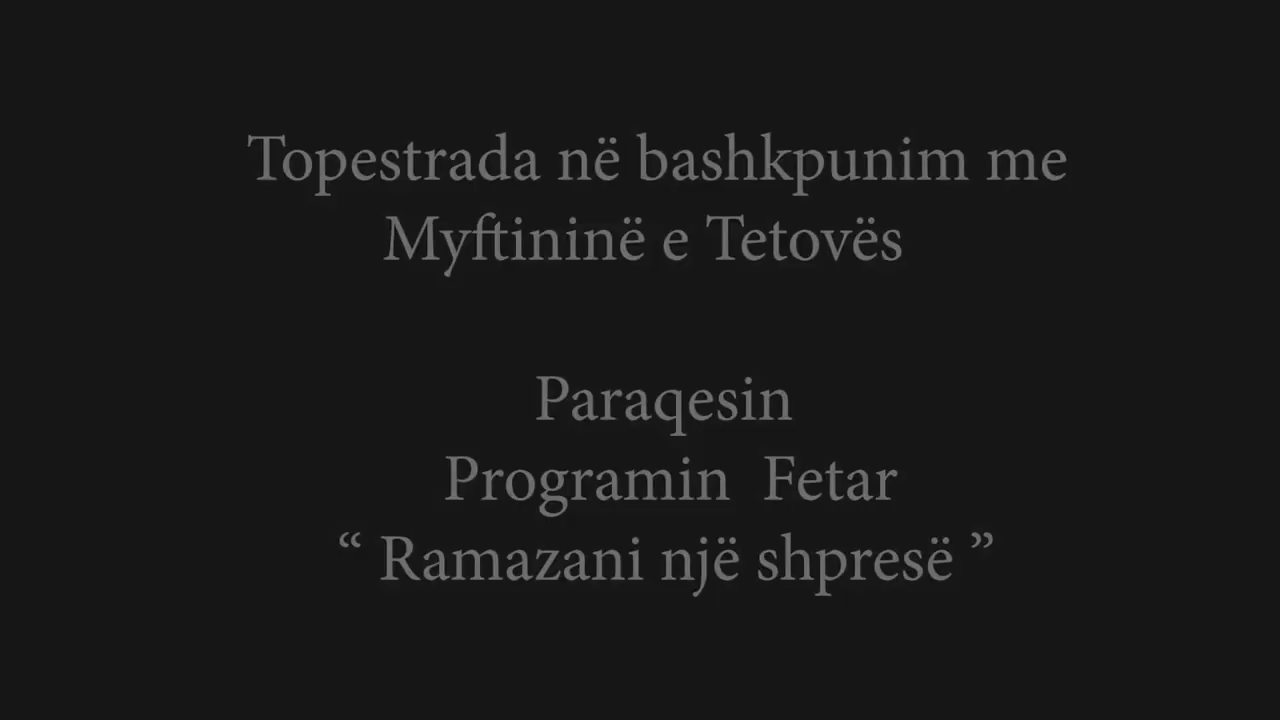 Topestrada në bashkpunim me
Myftininë e Tetovës
Paraqesin
Programin Fetar
“ Ramazani një shpresë ”